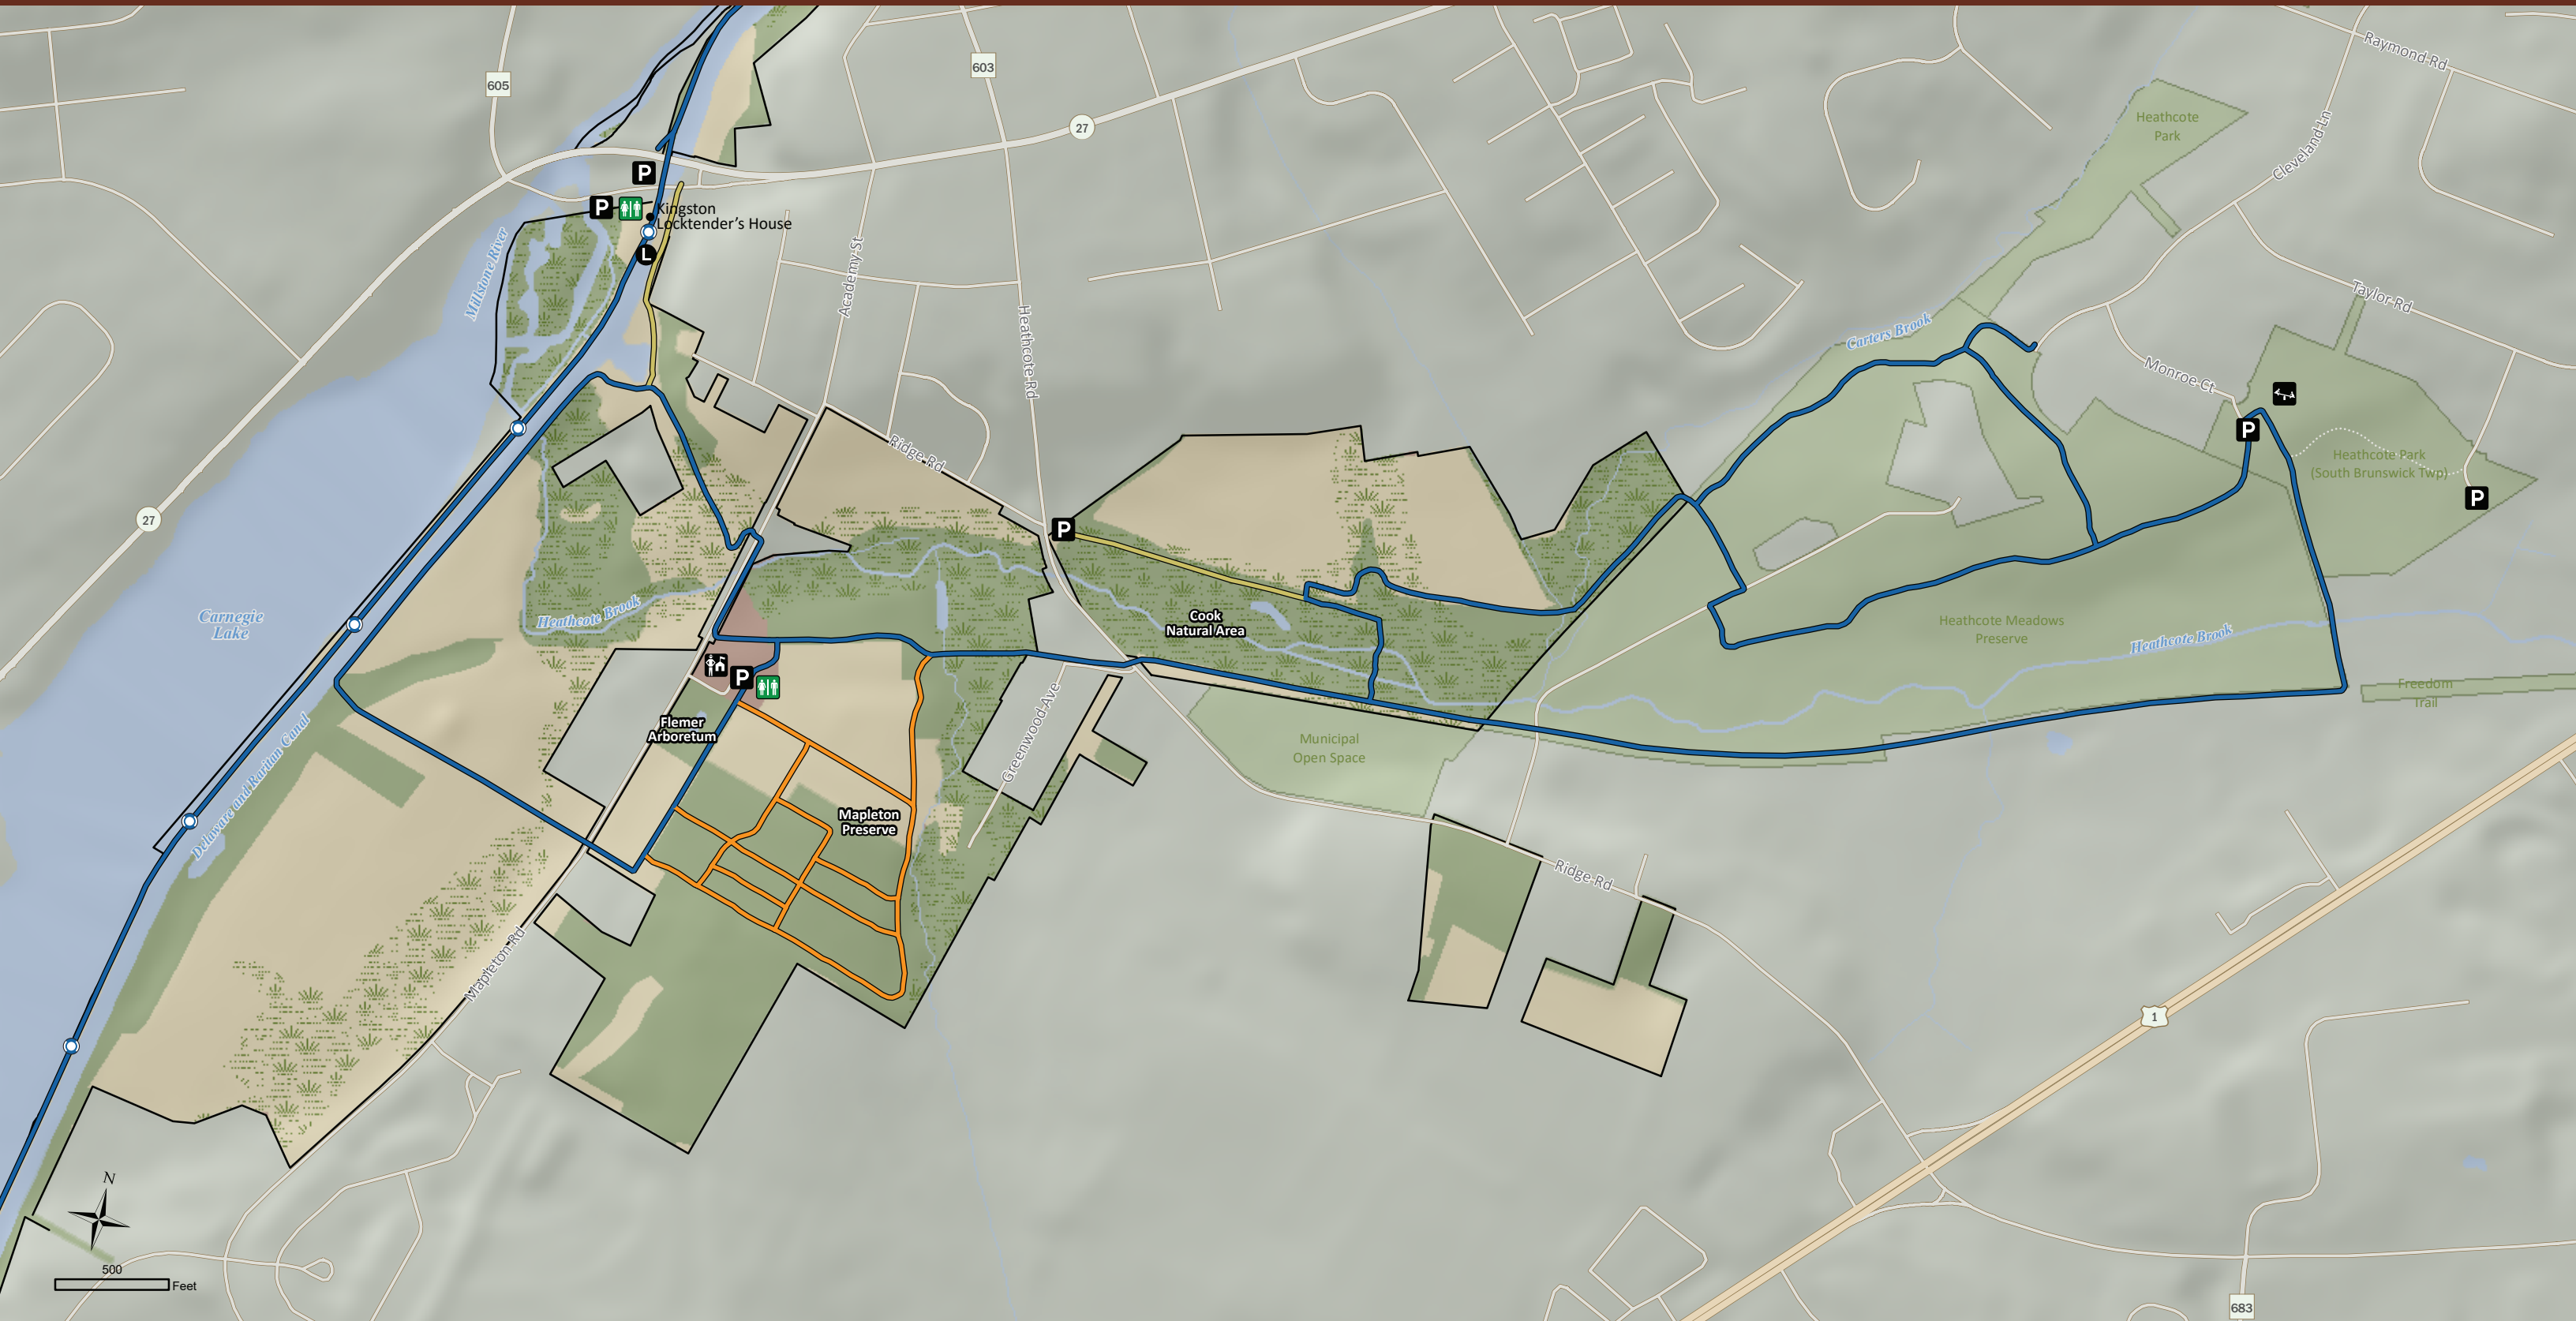 Raymond Rd
605
603
Heathcote
Park
27
Cleveland Ln
P
P
Kingston
Locktender's House
L
Millstone River
Academy St
Heathcote Rd
Taylor Rd
Carters Brook
Monroe Ct
P
Heathcote Park
(South Brunswick Twp)
P
Ridge Rd
27
P
Carnegie
Lake
Heathcote Brook
Cook
Natural Area
Heathcote Meadows
Preserve
Heathcote Brook
P
Freedom
Trail
Flemer
Arboretum
Greenwood Ave
Municipal
Open Space
Delaware and Raritan Canal
Mapleton
Preserve
Ridge Rd
Mapleton Rd
1
N
500
Feet
683